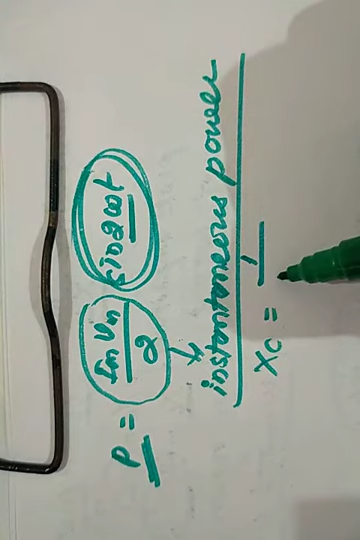 P = Im Vm / 2 sin2ωt
instantaneous power
Xc = 1